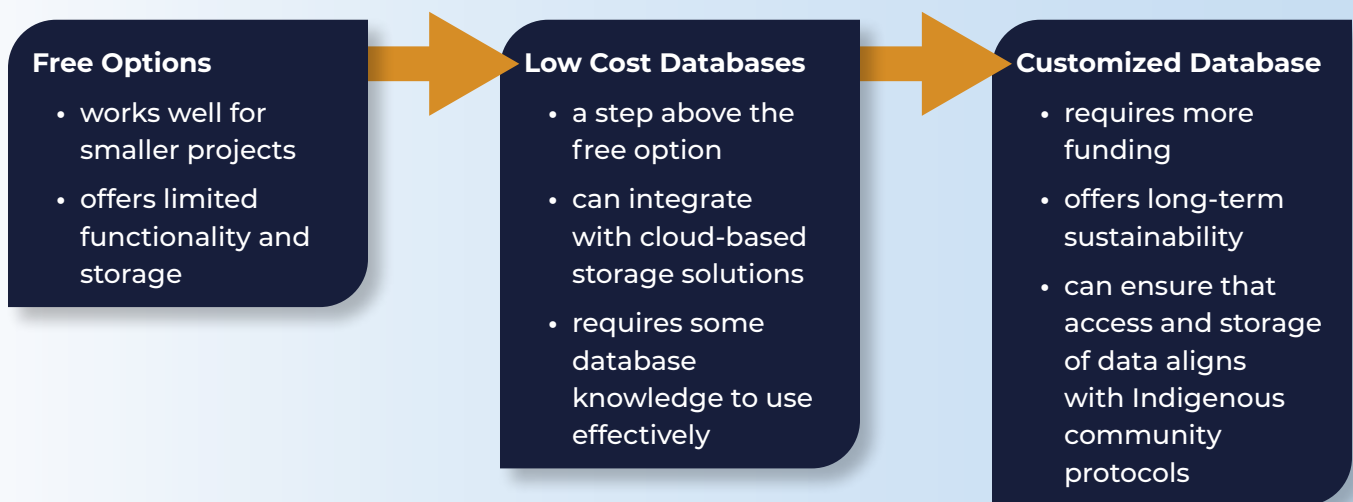 Free Options
• works well for
smaller projects
• offers limited
functionality and
storage
Low Cost Databases
• a step above the
free option
• can integrate
with cloud-based
storage solutions
• requires some
database
knowledge to use
effectively
Customized Database
• requires more
funding
• offers long-term
sustainability
• can ensure that
access and storage
of data aligns
with Indigenous
community
protocols